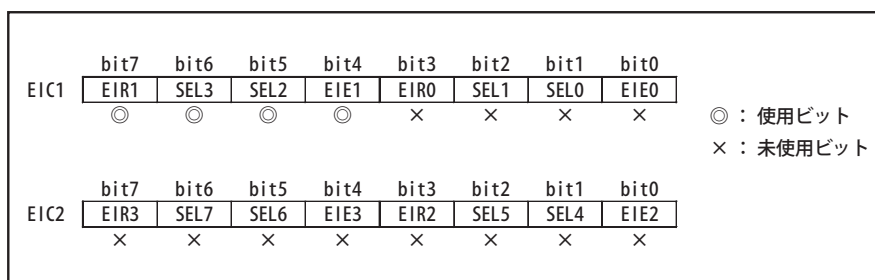 bit7 bit6 bit5 bit4 bit3 bit2 bit1 bit0
EIC1 EIR1 SEL3 SEL2 EIE1 EIR0 SEL1 SEL0 EIE0
◎ ◎ ◎ ◎ × × × ×
◎ : 使用ビット
× : 未使用ビット
bit7 bit6 bit5 bit4 bit3 bit2 bit1 bit0
EIC2 EIR3 SEL7 SEL6 EIE3 EIR2 SEL5 SEL4 EIE2
× × × × × × × ×